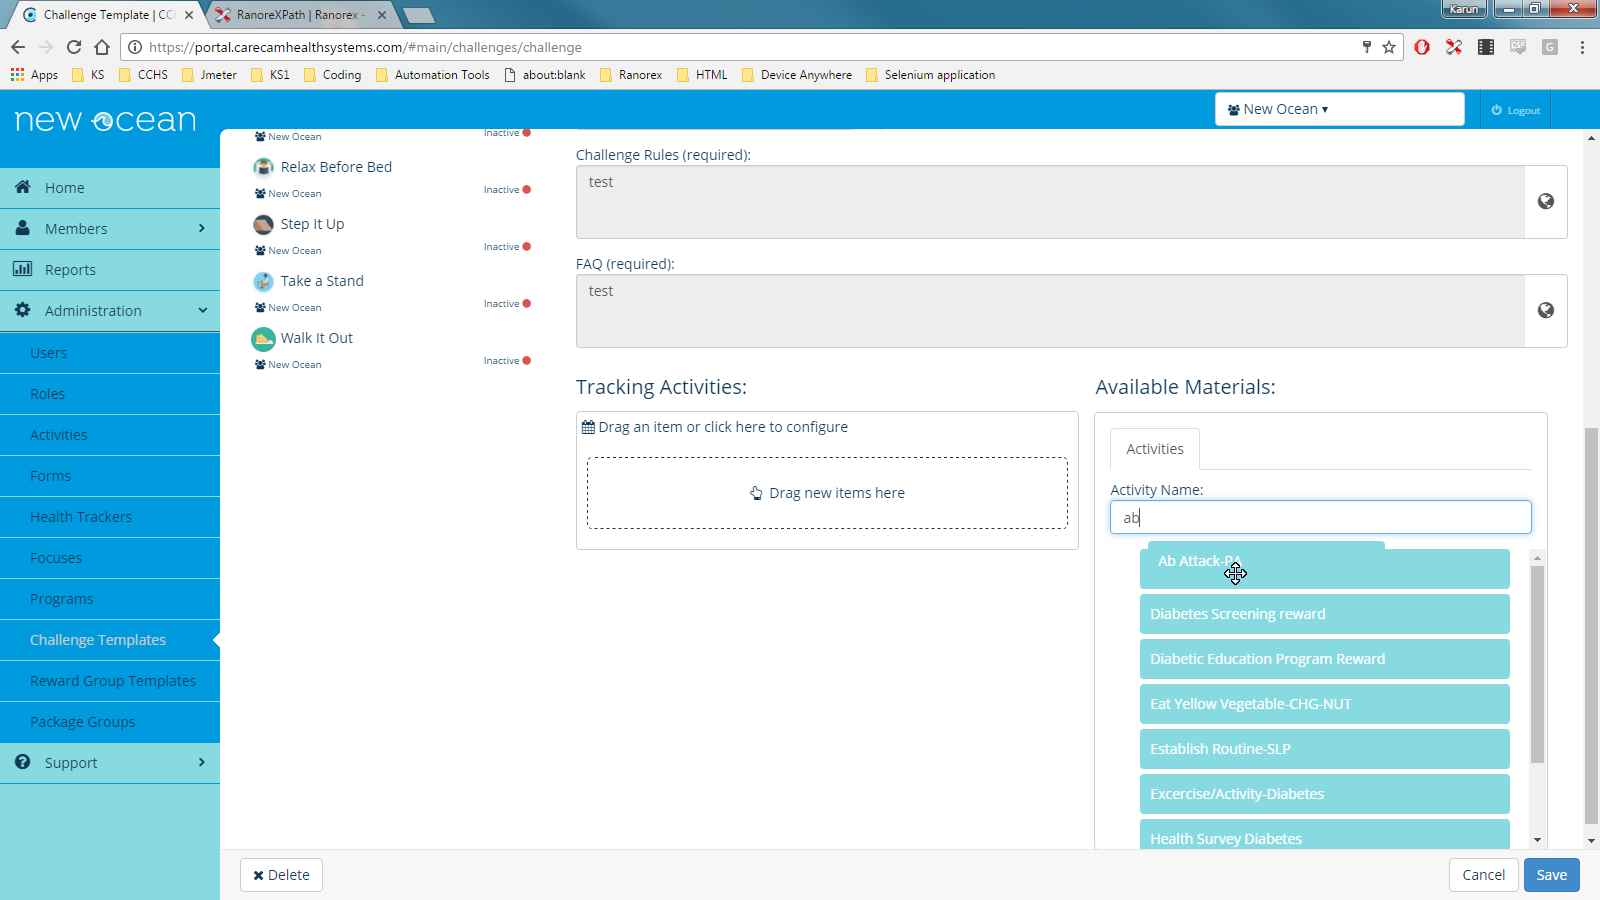 Challenge Template | CC
RanoreXPath | Ranorex -
Karun
https://portal.carecamhealthsystems.com/#main/challenges/challenge
Apps KS CCHS Jmeter KS1 Coding Automation Tools about:blank Ranorex HTML Device Anywhere Selenium application
new ocean
New Ocean ▾
Logout
Home
Members
Reports
Administration
Users
Roles
Activities
Forms
Health Trackers
Focuses
Programs
Challenge Templates
Reward Group Templates
Package Groups
Support
New Ocean Inactive
Relax Before Bed
New Ocean Inactive
Step It Up
New Ocean Inactive
Take a Stand
New Ocean Inactive
Walk It Out
New Ocean Inactive
Challenge Rules (required):
test
FAQ (required):
test
Tracking Activities:
Drag an item or click here to configure
Drag new items here
Available Materials:
Activities
Activity Name:
ab
Ab Attack-PA
Diabetes Screening reward
Diabetic Education Program Reward
Eat Yellow Vegetable-CHG-NUT
Establish Routine-SLP
Excercise/Activity-Diabetes
Health Survey Diabetes
Delete
Cancel
Save